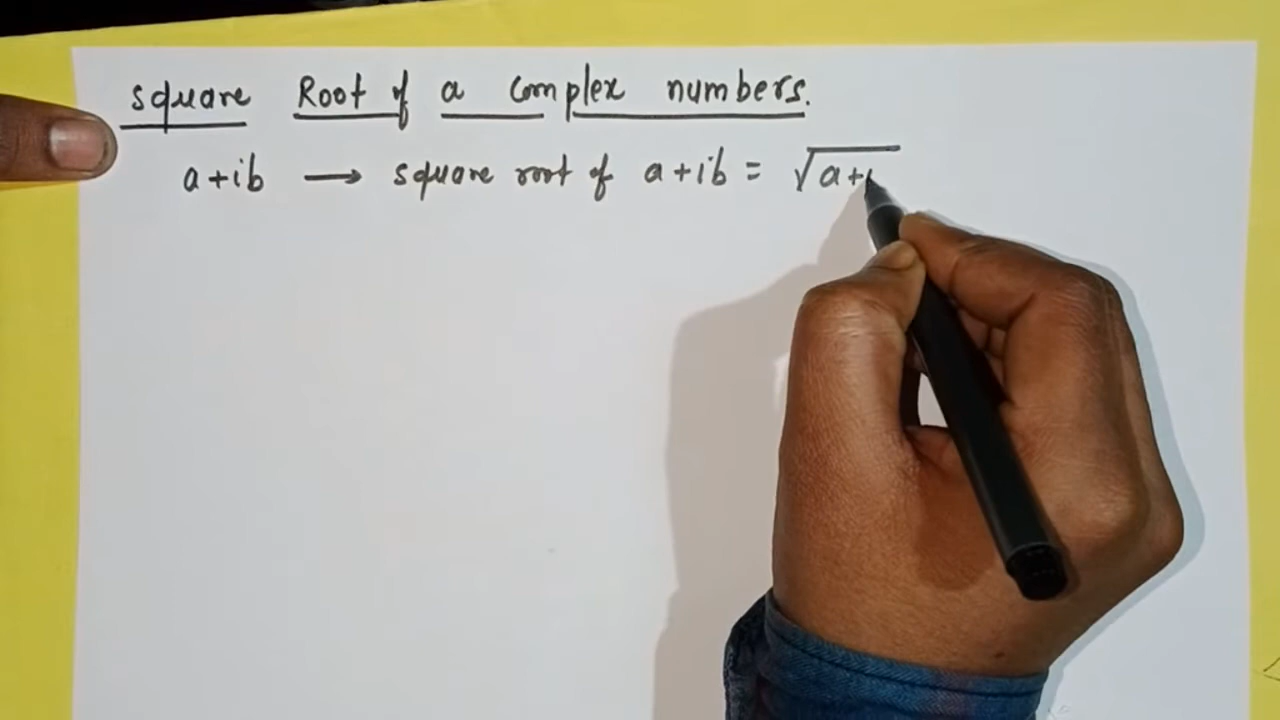 square Root of a complex numbers.
a+ib → square root of a+ib = √a+